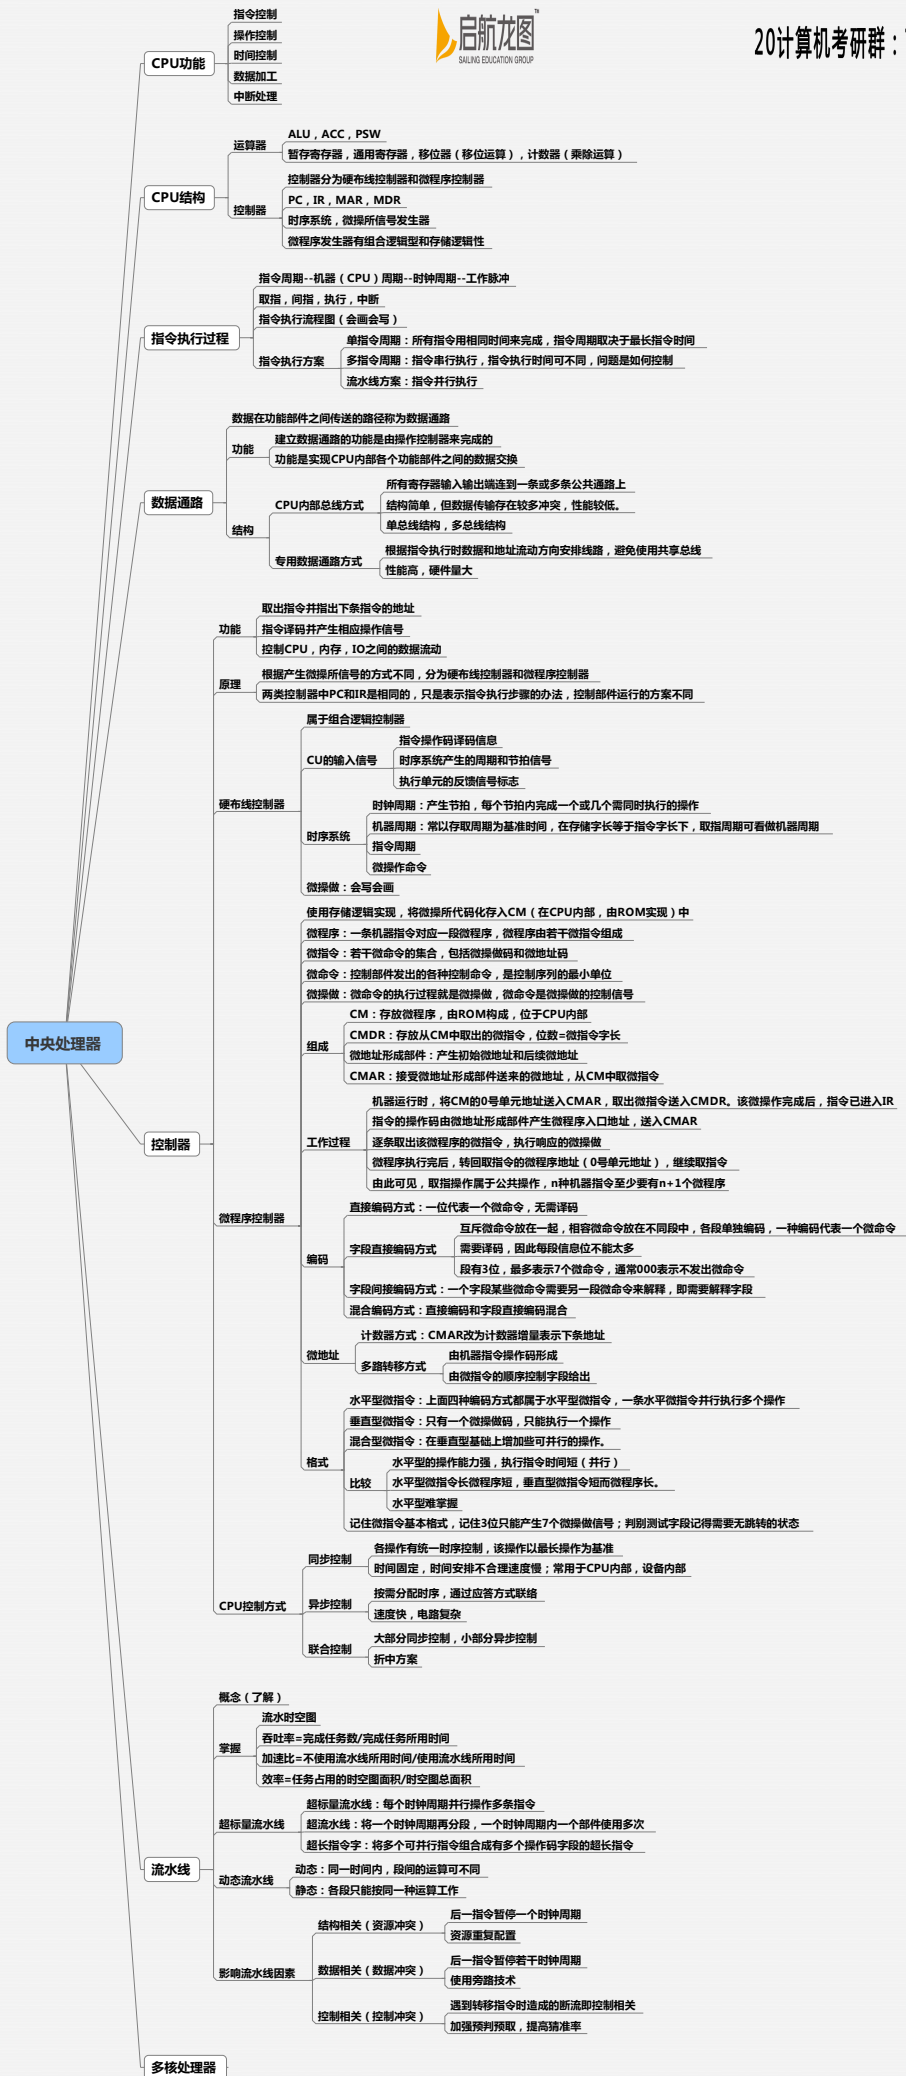 启航龙图
TM
SAILING EDUCATION GROUP
20计算机考研群：
中央处理器
CPU功能
指令控制
操作控制
时间控制
数据加工
中断处理
CPU结构
运算器
ALU，ACC，PSW
暂存寄存器，通用寄存器，移位器（移位运算），计数器（乘除运算）
控制器
控制器分为硬布线控制器和微程序控制器
PC，IR，MAR，MDR
时序系统，微操所信号发生器
微程序发生器有组合逻辑型和存储逻辑性
指令执行过程
指令周期--机器（CPU）周期--时钟周期--工作脉冲
取指，间指，执行，中断
指令执行流程图（会画会写）
指令执行方案
单指令周期：所有指令用相同时间来完成，指令周期取决于最长指令时间
多指令周期：指令串行执行，指令执行时间可不同，问题是如何控制
流水线方案：指令并行执行
数据通路
数据在功能部件之间传送的路径称为数据通路
功能
建立数据通路的功能是由操作控制器来完成的
功能是实现CPU内部各个功能部件之间的数据交换
结构
CPU内部总线方式
所有寄存器输入输出端连到一条或多条公共通路上
结构简单，但数据传输存在较多冲突，性能较低。
单总线结构，多总线结构
专用数据通路方式
根据指令执行时数据和地址流动方向安排线路，避免使用共享总线
性能高，硬件量大
控制器
功能
取出指令并指出下条指令的地址
指令译码并产生相应操作信号
控制CPU，内存，IO之间的数据流动
原理
根据产生微操所信号的方式不同，分为硬布线控制器和微程序控制器
两类控制器中PC和IR是相同的，只是表示指令执行步骤的办法，控制部件运行的方案不同
硬布线控制器
属于组合逻辑控制器
CU的输入信号
指令操作码译码信息
时序系统产生的周期和节拍信号
执行单元的反馈信号标志
时序系统
时钟周期：产生节拍，每个节拍内完成一个或几个需同时执行的操作
机器周期：常以存取周期为基准时间，在存储字长等于指令字长下，取指周期可看做机器周期
指令周期
微操作命令
微操做：会写会画
微程序控制器
使用存储逻辑实现，将微操所代码化存入CM（在CPU内部，由ROM实现）中
微程序：一条机器指令对应一段微程序，微程序由若干微指令组成
微指令：若干微命令的集合，包括微操做码和微地址码
微命令：控制部件发出的各种控制命令，是控制序列的最小单位
微操做：微命令的执行过程就是微操做，微命令是微操做的控制信号
组成
CM：存放微程序，由ROM构成，位于CPU内部
CMDR：存放从CM中取出的微指令，位数=微指令字长
微地址形成部件：产生初始微地址和后续微地址
CMAR：接受微地址形成部件送来的微地址，从CM中取微指令
工作过程
机器运行时，将CM的0号单元地址送入CMAR，取出微指令送入CMDR。该微操作完成后，指令已进入IR
指令的操作码由微地址形成部件产生微程序入口地址，送入CMAR
逐条取出该微程序的微指令，执行响应的微操做
微程序执行完后，转回取指令的微程序地址（0号单元地址），继续取指令
由此可见，取指操作属于公共操作，n种机器指令至少要有n+1个微程序
编码
直接编码方式：一位代表一个微命令，无需译码
字段直接编码方式
互斥微命令放在一起，相容微命令放在不同段中，各段单独编码，一种编码代表一个微命令
需要译码，因此每段信息位不能太多
段有3位，最多表示7个微命令，通常000表示不发出微命令
字段间接编码方式：一个字段某些微命令需要另一段微命令来解释，即需要解释字段
混合编码方式：直接编码和字段直接编码混合
微地址
计数器方式：CMAR改为计数器增量表示下条地址
多路转移方式
由机器指令操作码形成
由微指令的顺序控制字段给出
格式
水平型微指令：上面四种编码方式都属于水平型微指令，一条水平微指令并行执行多个操作
垂直型微指令：只有一个微操做码，只能执行一个操作
混合型微指令：在垂直型基础上增加些可并行的操作。
比较
水平型的操作能力强，执行指令时间短（并行）
水平型微指令长微程序短，垂直型微指令短而微程序长。
水平型难掌握
记住微指令基本格式，记住3位只能产生7个微操做信号；判别测试字段记得需要无跳转的状态
CPU控制方式
同步控制
各操作有统一时序控制，该操作以最长操作为基准
时间固定，时间安排不合理速度慢；常用于CPU内部，设备内部
异步控制
按需分配时序，通过应答方式联络
速度快，电路复杂
联合控制
大部分同步控制，小部分异步控制
折中方案
流水线
概念（了解）
掌握
流水时空图
吞吐率=完成任务数/完成任务所用时间
加速比=不使用流水线所用时间/使用流水线所用时间
效率=任务占用的时空图面积/时空图总面积
超标量流水线
超标量流水线：每个时钟周期并行操作多条指令
超流水线：将一个时钟周期再分段，一个时钟周期内一个部件使用多次
超长指令字：将多个可并行指令组合成有多个操作码字段的超长指令
动态流水线
动态：同一时间内，段间的运算可不同
静态：各段只能按同一种运算工作
影响流水线因素
结构相关（资源冲突）
后一指令暂停一个时钟周期
资源重复配置
数据相关（数据冲突）
后一指令暂停若干时钟周期
使用旁路技术
控制相关（控制冲突）
遇到转移指令时造成的断流即控制相关
加强预判预取，提高猜准率
多核处理器